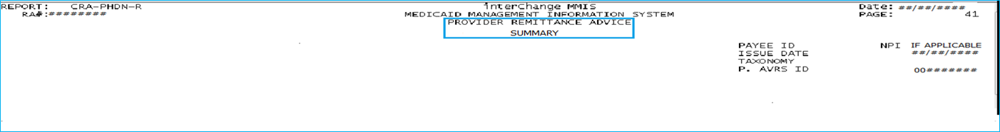 REPORT: CRA-PHDN-R interChange MMIS Date: ##/##/####
RA#:######## MEDICAID MANAGEMENT INFORMATION SYSTEM PAGE: 41
PROVIDER REMITTANCE ADVICE
SUMMARY
PAYEE ID NPI IF APPLICABLE
ISSUE DATE ##/##/####
TAXONOMY
P. AVRS ID 00#######